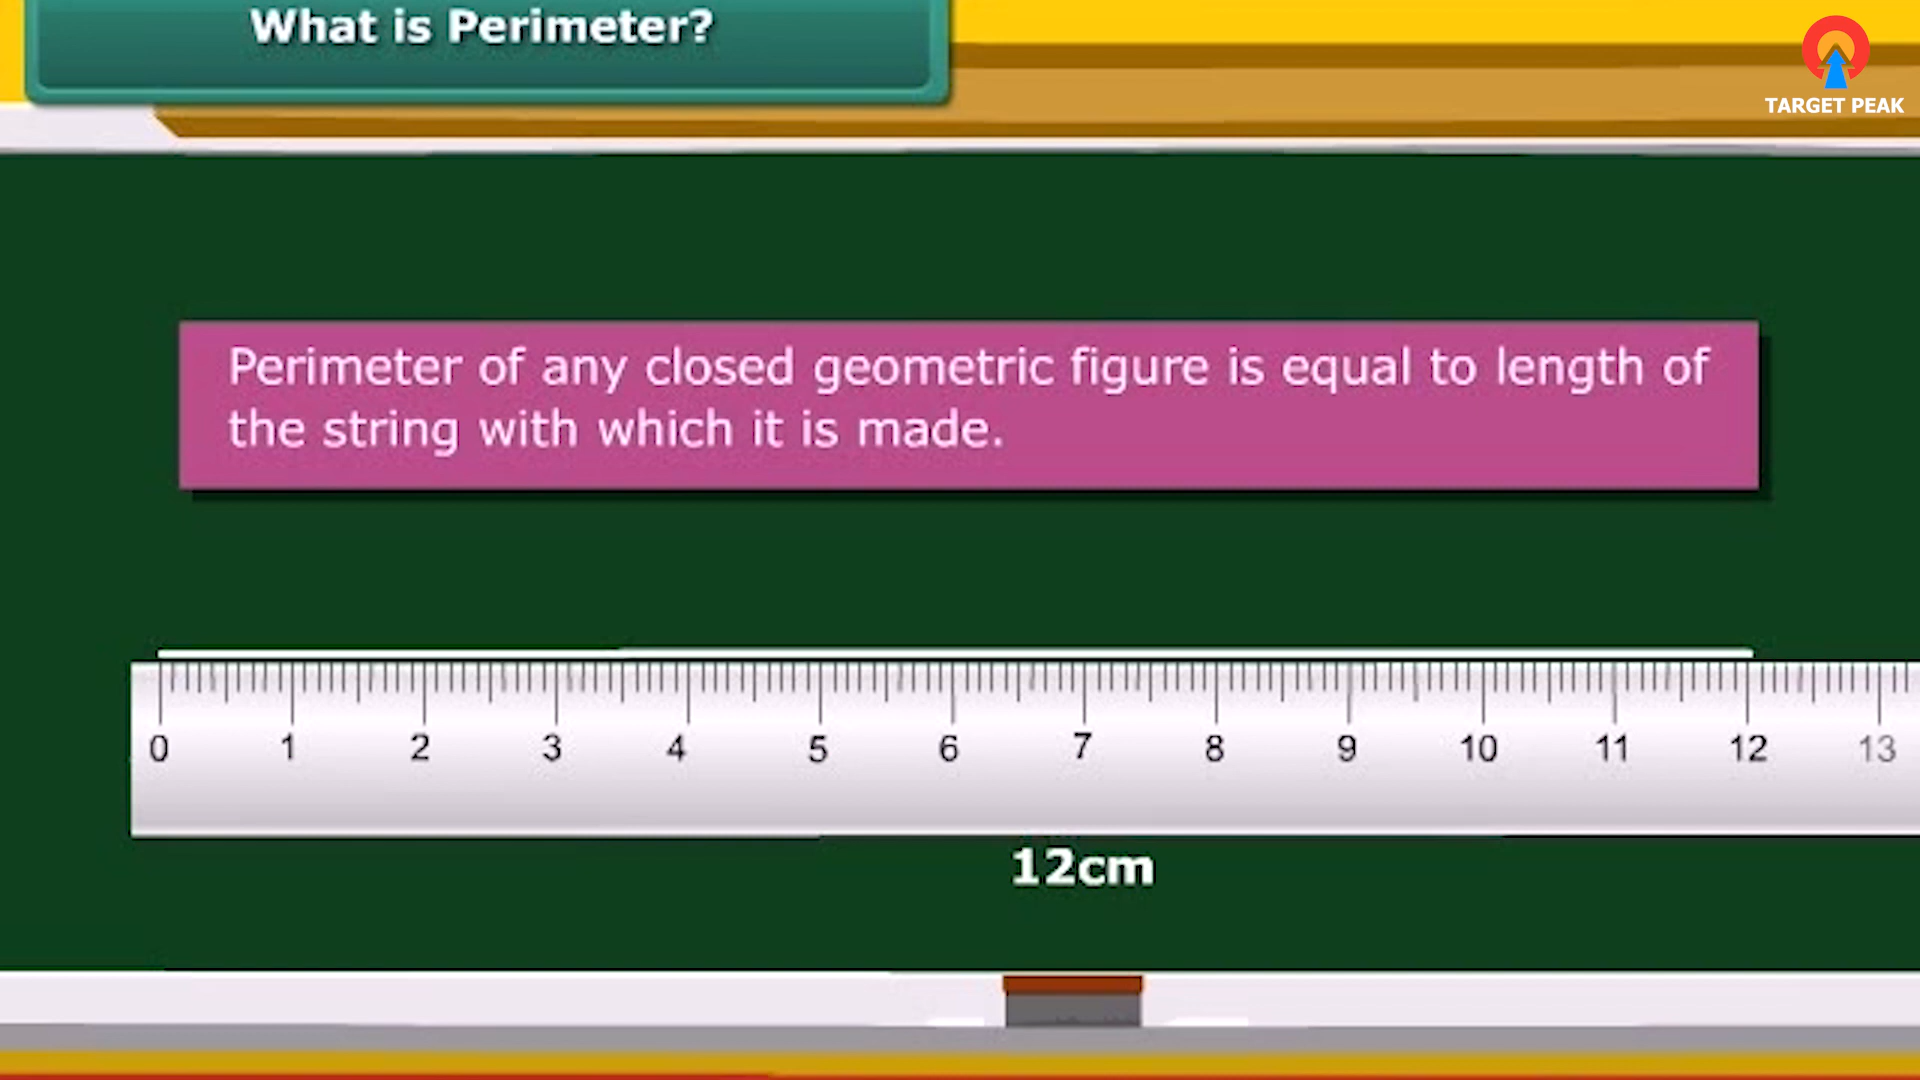 What is Perimeter?
TARGET PEAK
Perimeter of any closed geometric figure is equal to length of
the string with which it is made.
0 1 2 3 4 5 6 7 8 9 10 11 12 13
12cm